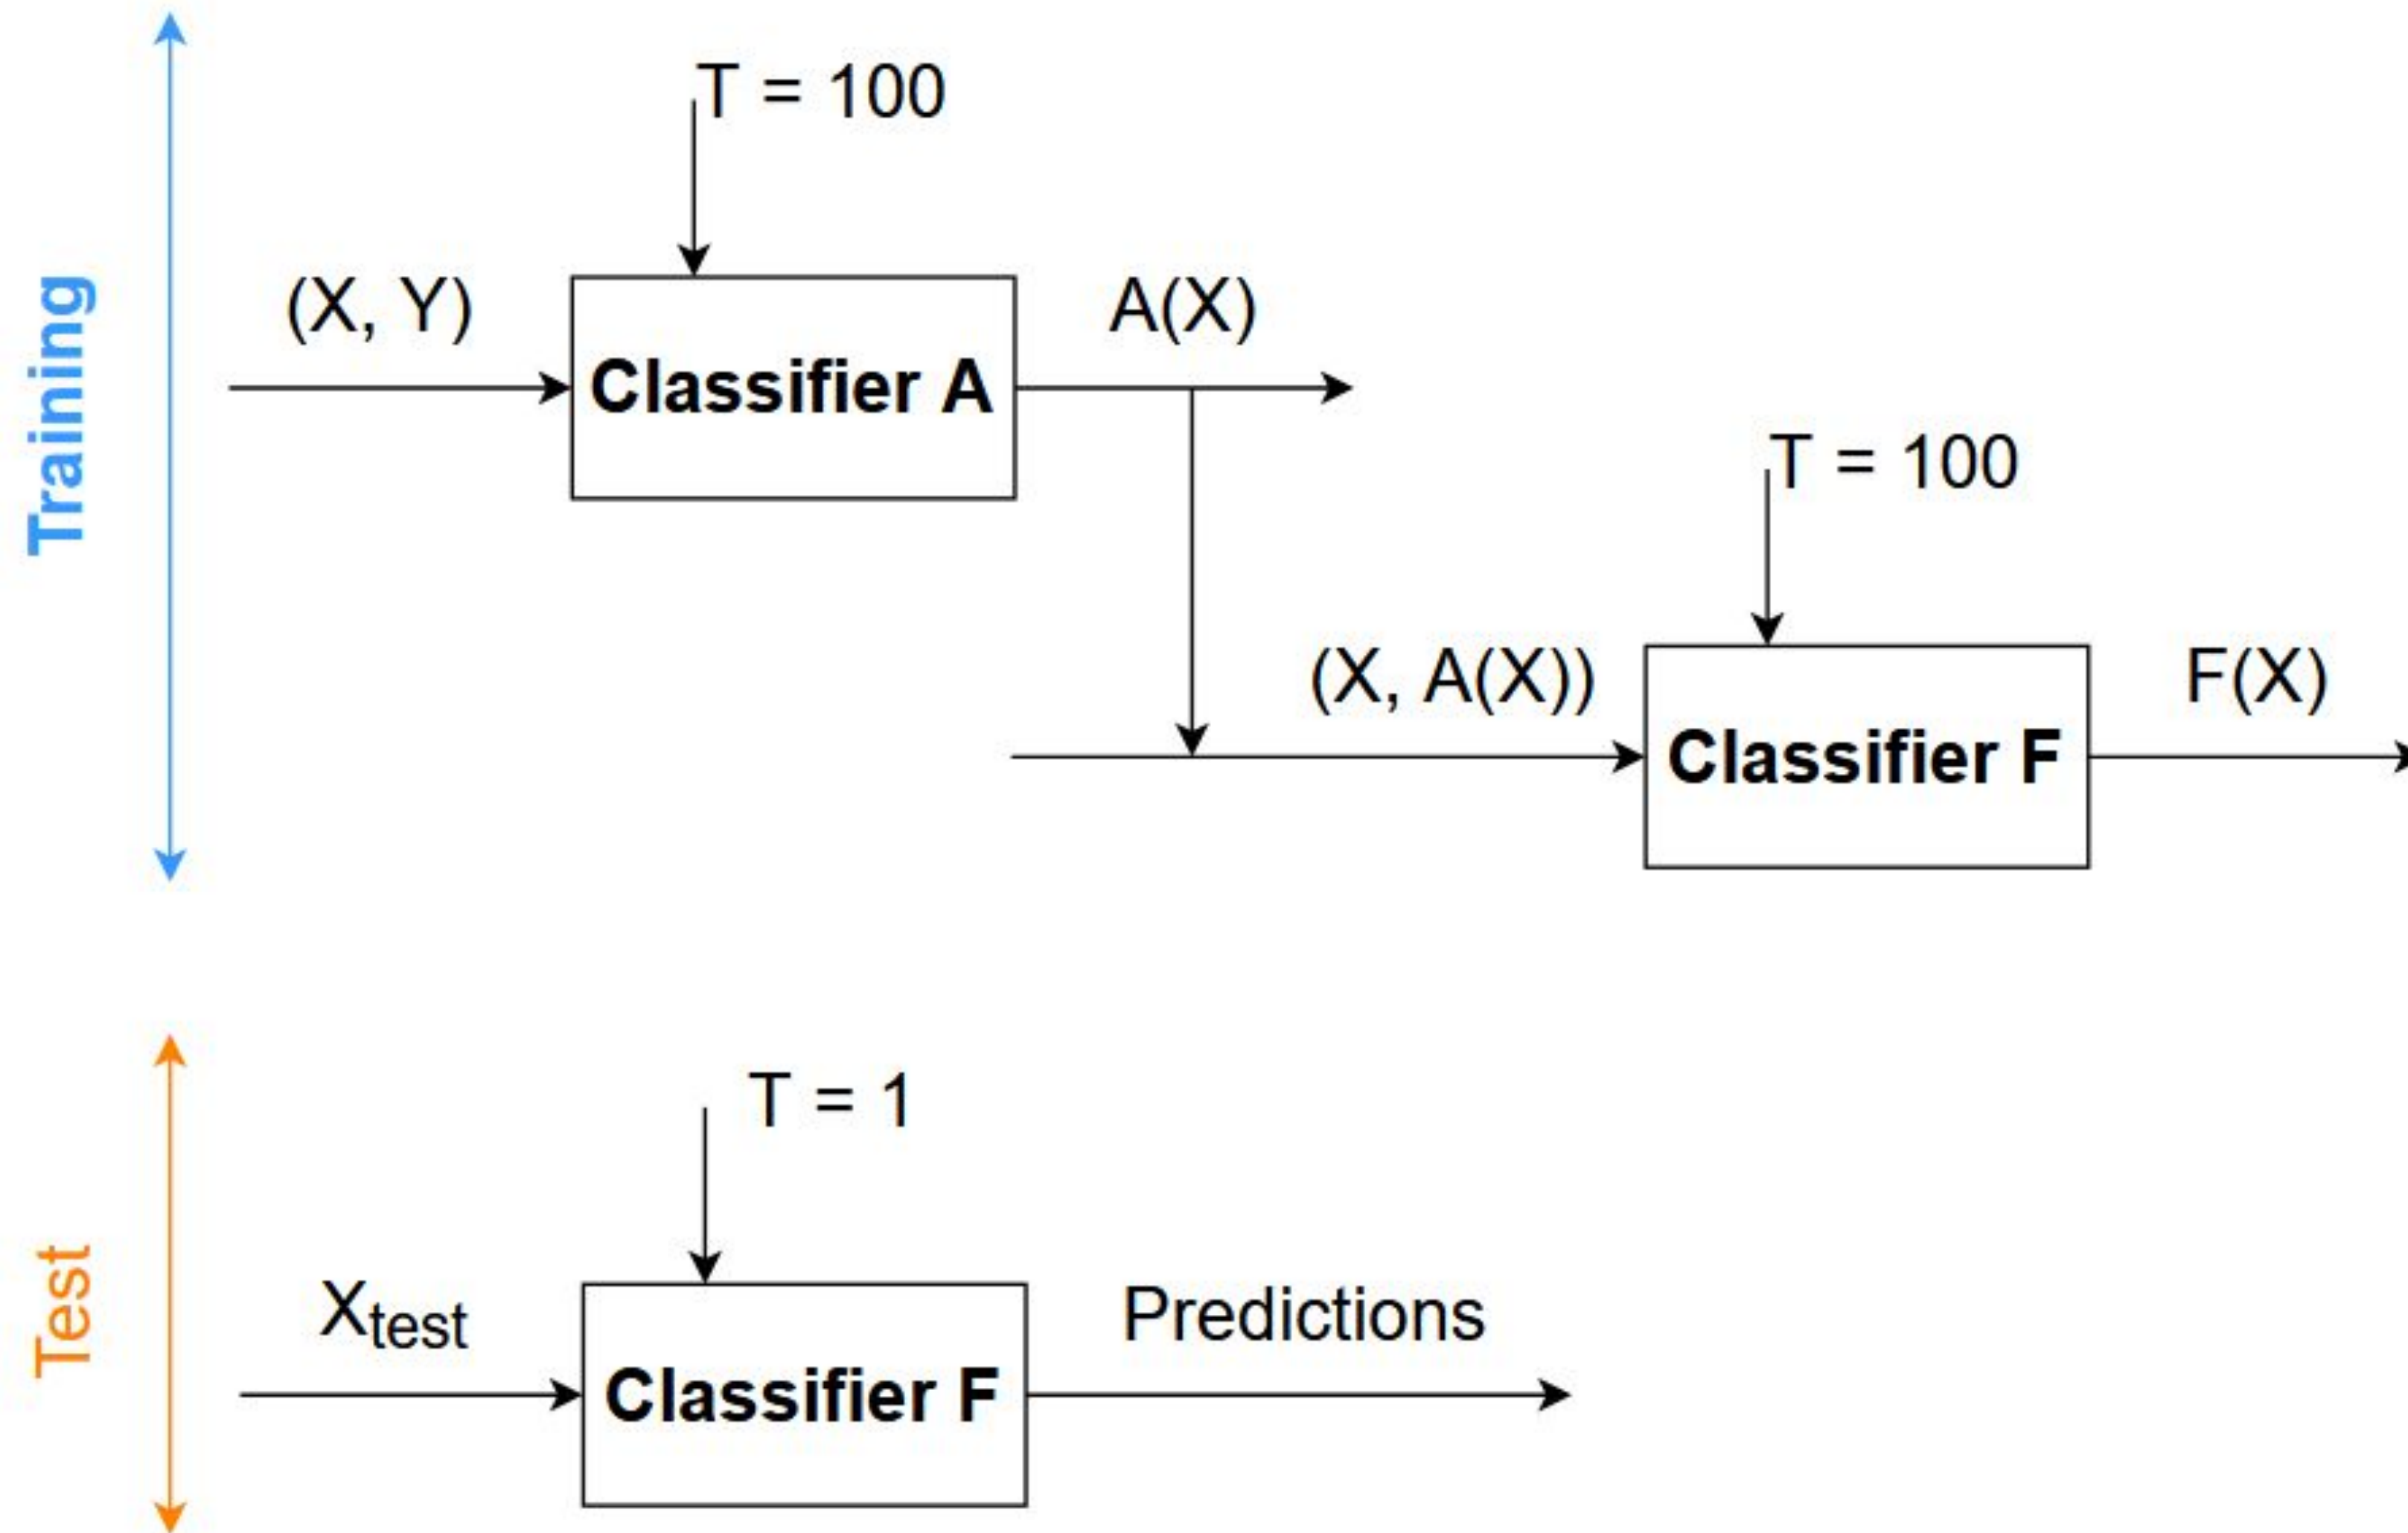 Training
T = 100
(X, Y)
Classifier A
A(X)
T = 100
(X, A(X))
Classifier F
F(X)
Test
T = 1
Xtest
Classifier F
Predictions